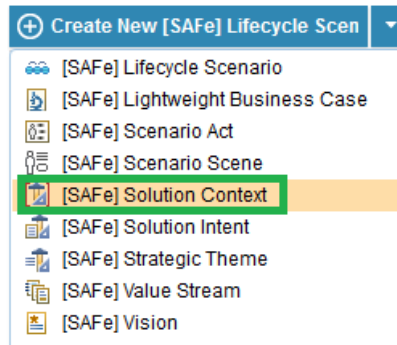 Create New [SAFe] Lifecycle Scen
[SAFe] Lifecycle Scenario
[SAFe] Lightweight Business Case
[SAFe] Scenario Act
[SAFe] Scenario Scene
[SAFe] Solution Context
[SAFe] Solution Intent
[SAFe] Strategic Theme
[SAFe] Value Stream
[SAFe] Vision